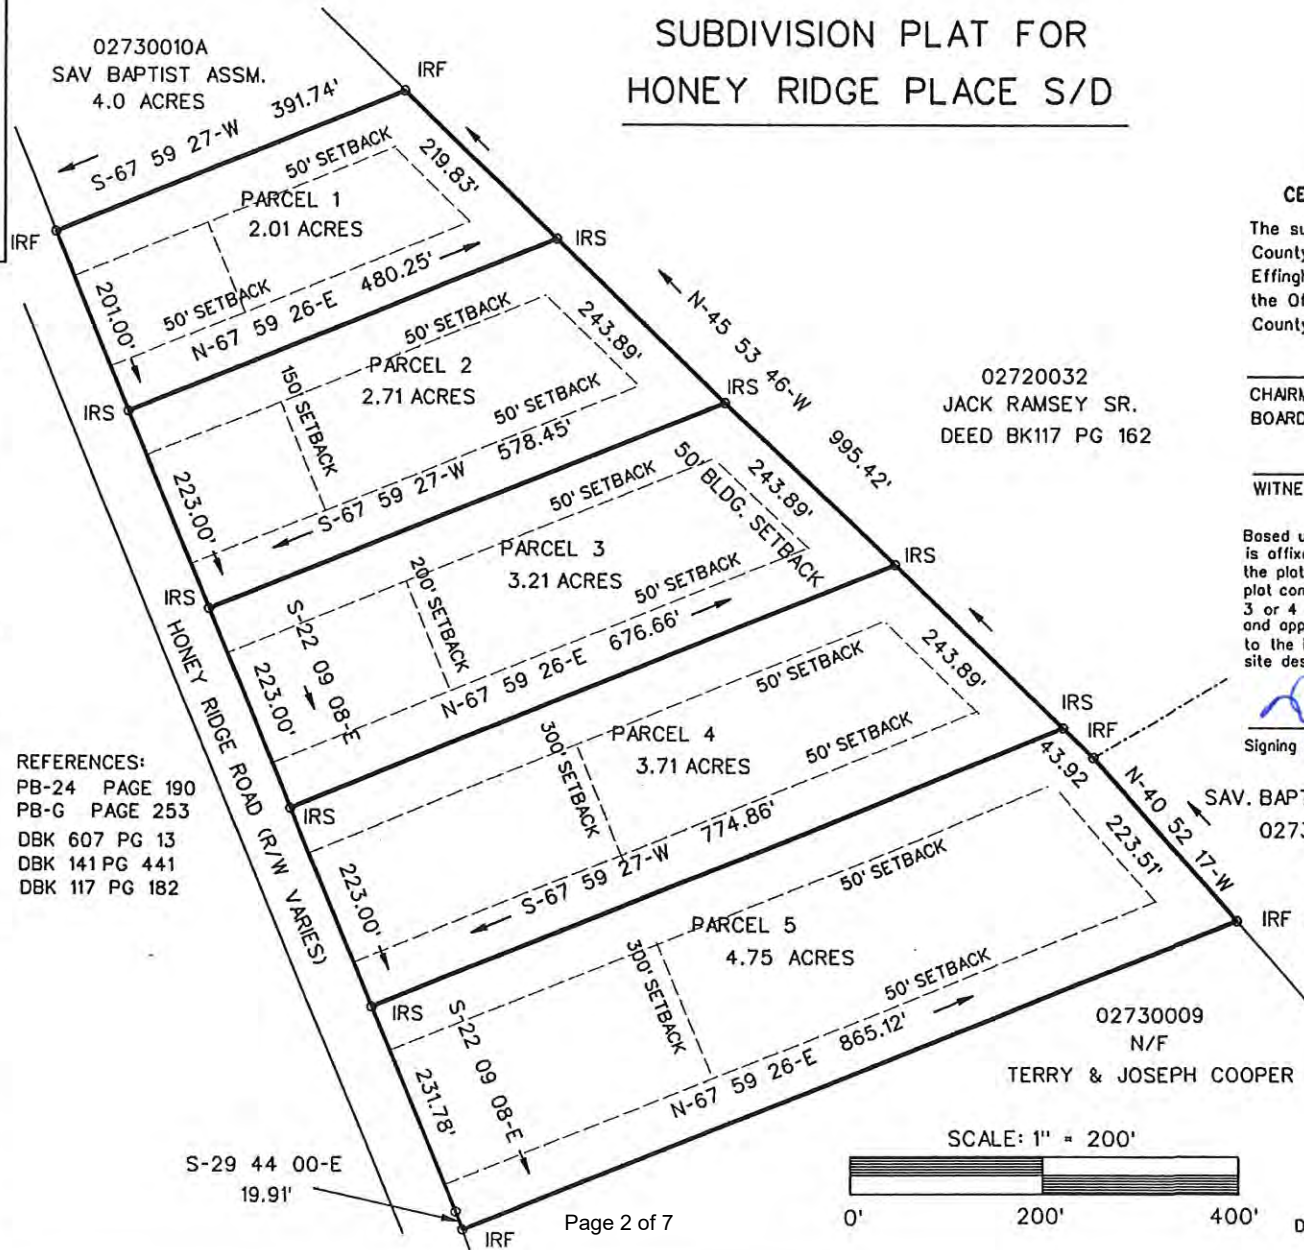 SUBDIVISION PLAT FOR
HONEY RIDGE PLACE S/D
02730010A
SAV BAPTIST ASSM.
4.0 ACRES
IRF
S-67 59 27-W 391.74'
219.83'
50' SETBACK
PARCEL 1
2.01 ACRES
IRF
IRS
201.00'
50' SETBACK
N-67 59 26-E 480.25'
50' SETBACK
243.89'
N-45 53 46-W 995.42'
PARCEL 2
2.71 ACRES
150' SETBACK
50' SETBACK
IRS
IRS
02720032
JACK RAMSEY SR.
DEED BK117 PG 162
223.00'
S-67 59 27-W 578.45'
50' SETBACK
50' BLDG. SETBACK
243.89'
PARCEL 3
3.21 ACRES
200' SETBACK
50' SETBACK
IRS
IRS
S-22 09 08-E
HONEY RIDGE ROAD (R/W VARIES)
223.00'
N-67 59 26-E 676.66'
50' SETBACK
243.89'
300' SETBACK
PARCEL 4
3.71 ACRES
50' SETBACK
IRS
IRF
43.92
REFERENCES:
PB-24 PAGE 190
PB-G PAGE 253
DBK 607 PG 13
DBK 141 PG 441
DBK 117 PG 182
IRS
223.00'
S-67 59 27-W 774.86'
50' SETBACK
223.51'
N-40 52 17-W
SAV. BAPT
0273
PARCEL 5
4.75 ACRES
300' SETBACK
50' SETBACK
IRF
IRS
S-22 09 08-E
231.78'
N-67 59 26-E 865.12'
02730009
N/F
TERRY & JOSEPH COOPER
S-29 44 00-E
19.91'
IRF
SCALE: 1" = 200'
0' 200' 400'
Page 2 of 7
CE
The su
County
Effingh
the Of
County
CHAIRM
BOARD
WITNE
Based u
is affixe
the plat
plat con
3 or 4
and app
to the i
site des
Signing
D